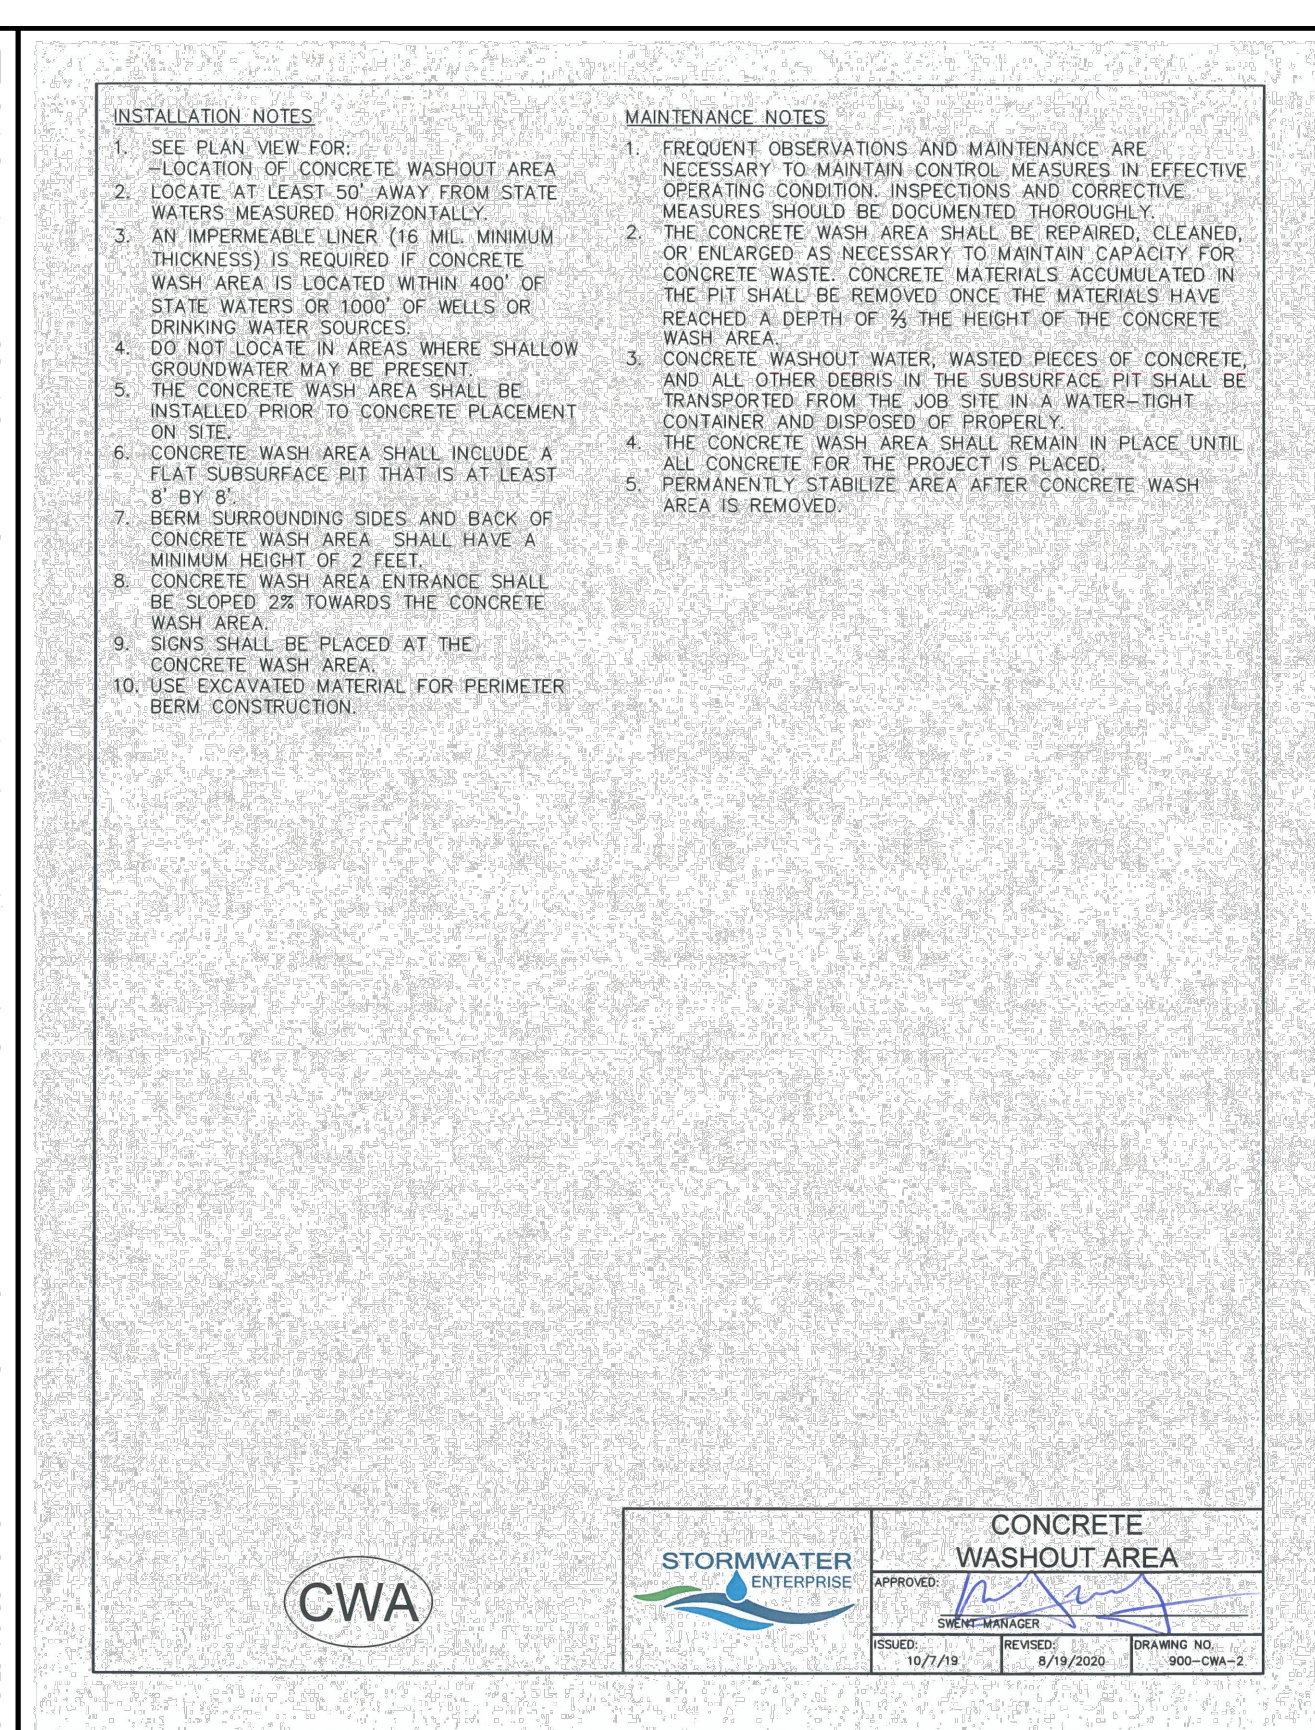 INSTALLATION NOTES
1. SEE PLAN VIEW FOR:
-LOCATION OF CONCRETE WASHOUT AREA
2. LOCATE AT LEAST 50' AWAY FROM STATE
WATERS MEASURED HORIZONTALLY.
3. AN IMPERMEABLE LINER (16 MIL. MINIMUM
THICKNESS) IS REQUIRED IF CONCRETE
WASH AREA IS LOCATED WITHIN 400' OF
STATE WATERS OR 1000' OF WELLS OR
DRINKING WATER SOURCES.
4. DO NOT LOCATE IN AREAS WHERE SHALLOW
GROUNDWATER MAY BE PRESENT.
5. THE CONCRETE WASH AREA SHALL BE
INSTALLED PRIOR TO CONCRETE PLACEMENT
ON SITE.
6. CONCRETE WASH AREA SHALL INCLUDE A
FLAT SUBSURFACE PIT THAT IS AT LEAST
8' BY 8'.
7. BERM SURROUNDING SIDES AND BACK OF
CONCRETE WASH AREA SHALL HAVE A
MINIMUM HEIGHT OF 2 FEET.
8. CONCRETE WASH AREA ENTRANCE SHALL
BE SLOPED 2% TOWARDS THE CONCRETE
WASH AREA.
9. SIGNS SHALL BE PLACED AT THE
CONCRETE WASH AREA.
10. USE EXCAVATED MATERIAL FOR PERIMETER
BERM CONSTRUCTION.
MAINTENANCE NOTES
1. FREQUENT OBSERVATIONS AND MAINTENANCE ARE
NECESSARY TO MAINTAIN CONTROL MEASURES IN EFFECTIVE
OPERATING CONDITION. INSPECTIONS AND CORRECTIVE
MEASURES SHOULD BE DOCUMENTED THOROUGHLY.
2. THE CONCRETE WASH AREA SHALL BE REPAIRED, CLEANED,
OR ENLARGED AS NECESSARY TO MAINTAIN CAPACITY FOR
CONCRETE WASTE. CONCRETE MATERIALS ACCUMULATED IN
THE PIT SHALL BE REMOVED ONCE THE MATERIALS HAVE
REACHED A DEPTH OF ⅔ THE HEIGHT OF THE CONCRETE
WASH AREA.
3. CONCRETE WASHOUT WATER, WASTED PIECES OF CONCRETE,
AND ALL OTHER DEBRIS IN THE SUBSURFACE PIT SHALL BE
TRANSPORTED FROM THE JOB SITE IN A WATER-TIGHT
CONTAINER AND DISPOSED OF PROPERLY.
4. THE CONCRETE WASH AREA SHALL REMAIN IN PLACE UNTIL
ALL CONCRETE FOR THE PROJECT IS PLACED.
5. PERMANENTLY STABILIZE AREA AFTER CONCRETE WASH
AREA IS REMOVED.
CWA
STORMWATER
ENTERPRISE
CONCRETE
WASHOUT AREA
APPROVED:
SWENT MANAGER
ISSUED:
10/7/19
REVISED:
8/19/2020
DRAWING NO.
900-CWA-2